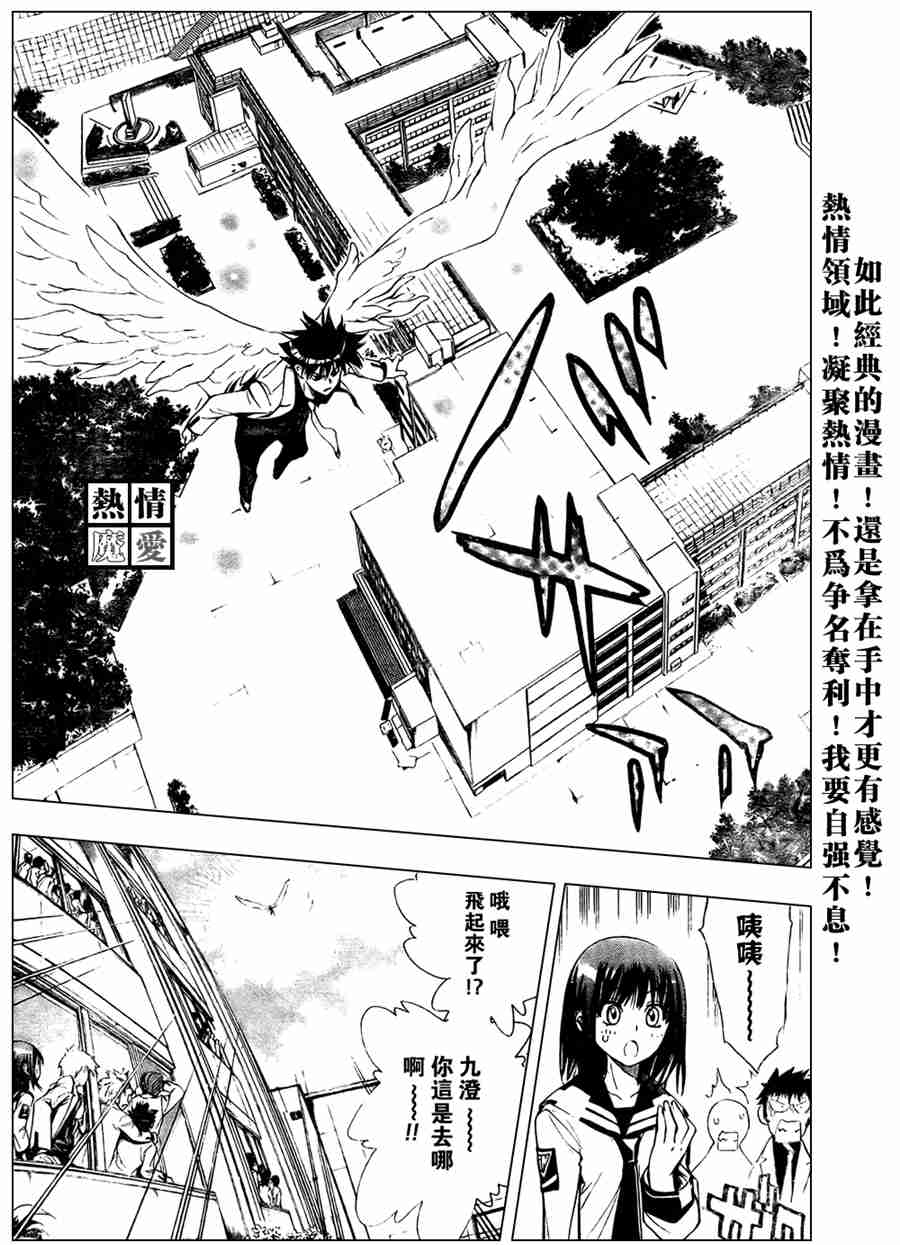 如此經典的漫畫！還是拿在手中才更有感覺！
熱情領域！凝聚熱情！不爲争名奪利！我要自强不息！
熱情
魔愛
咦咦～
哦喂
飛起來了!?
九澄～
你這是去哪
啊～!!